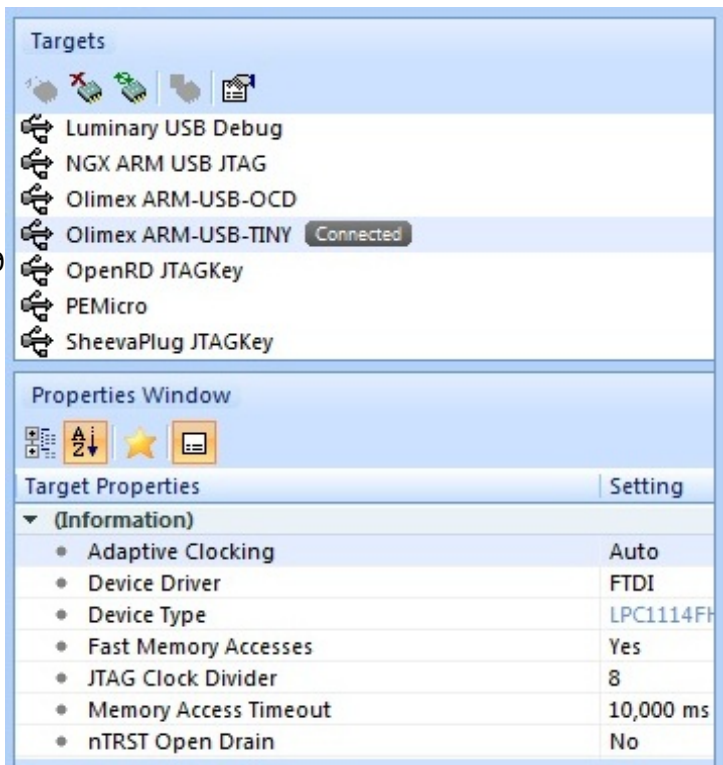 Targets
Luminary USB Debug
NGX ARM USB JTAG
Olimex ARM-USB-OCD
Olimex ARM-USB-TINY Connected
OpenRD JTAGKey
PEMicro
SheevaPlug JTAGKey
Properties Window
Target Properties Setting
(Information)
Adaptive Clocking Auto
Device Driver FTDI
Device Type LPC1114FH
Fast Memory Accesses Yes
JTAG Clock Divider 8
Memory Access Timeout 10,000 ms
nTRST Open Drain No